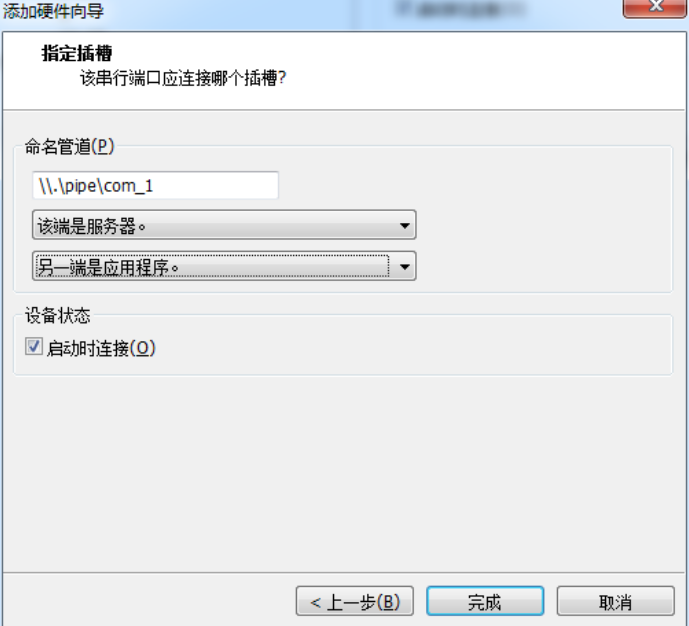 添加硬件向导
指定插槽
该串行端口应连接哪个插槽?
命名管道(P)
\\.\pipe\com_1
该端是服务器。
另一端是应用程序。
设备状态
启动时连接(O)
< 上一步(B)
完成
取消